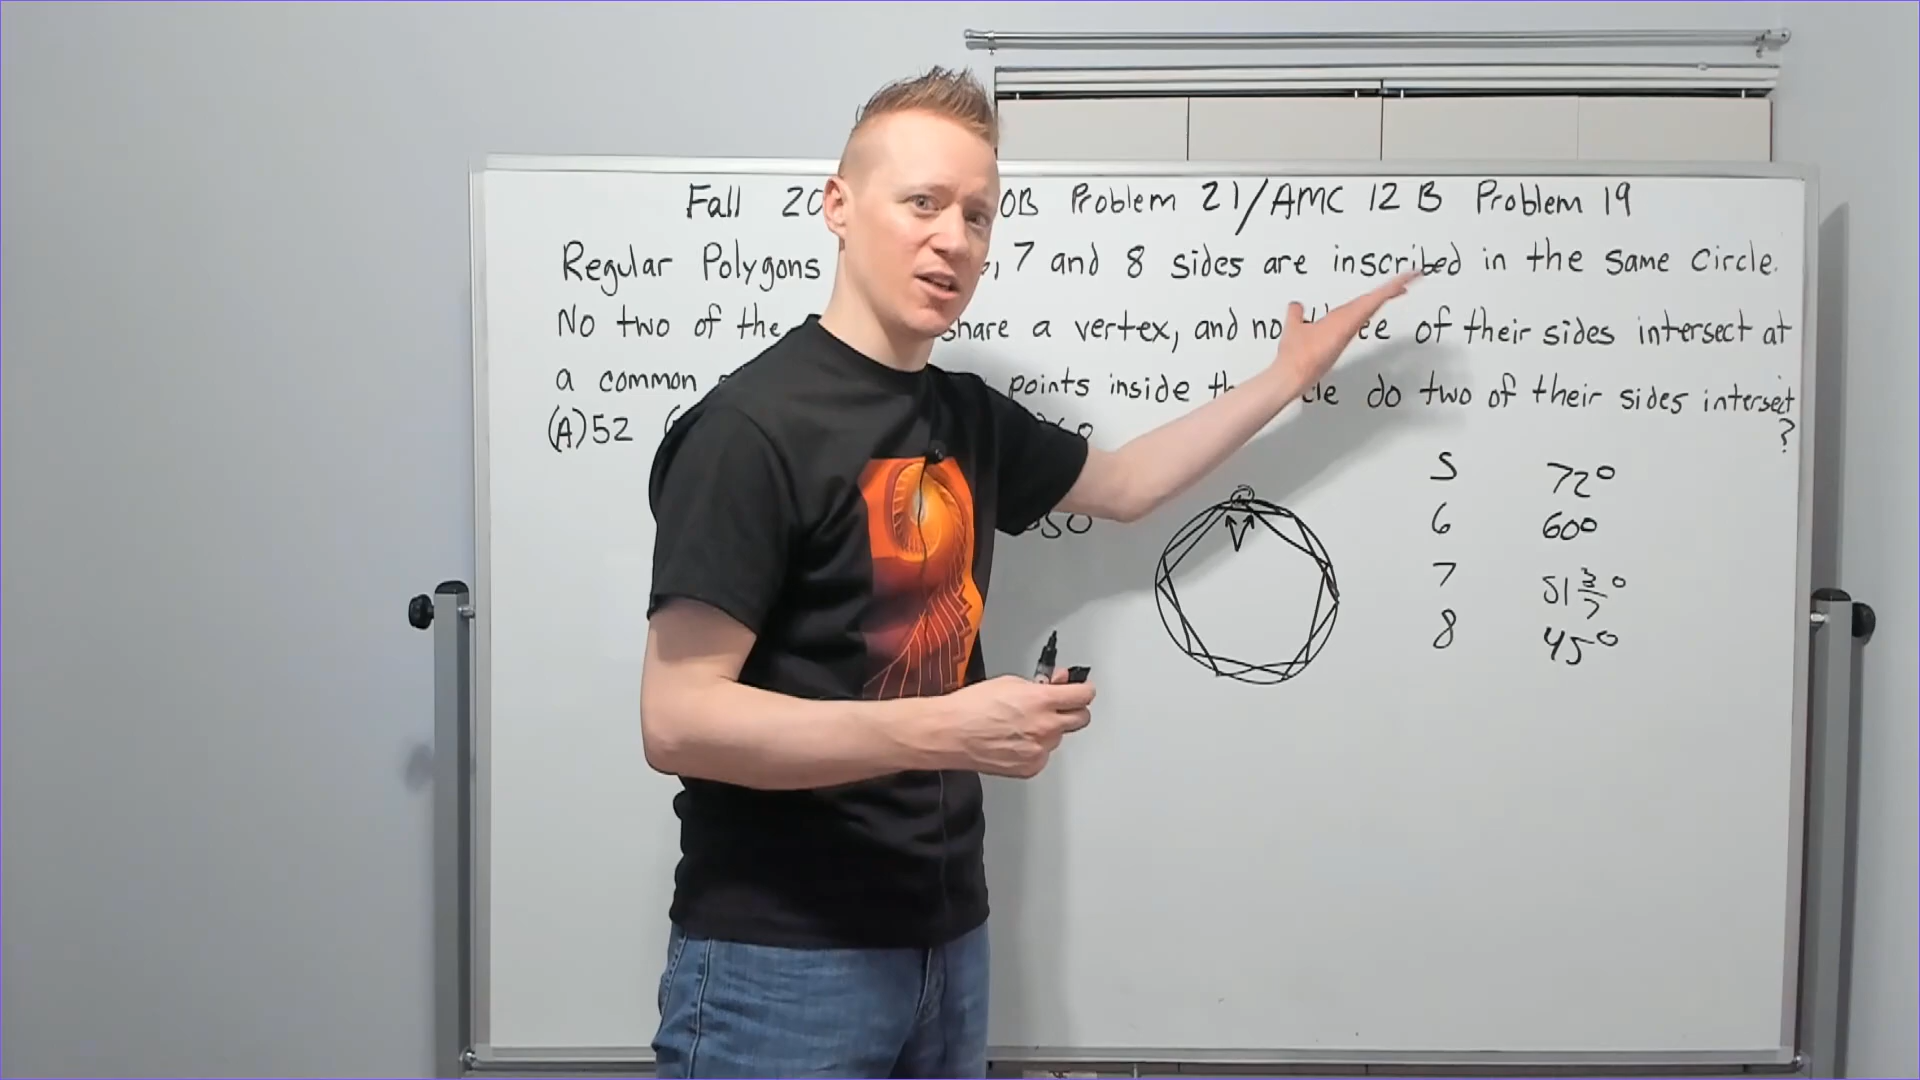 Fall 20 0B Problem 21/AMC 12 B Problem 19
Regular Polygons , 7 and 8 sides are inscribed in the same circle.
No two of the share a vertex, and no of their sides intersect at
a common points inside do two of their sides intersect
?
(A)52
50
5 72°
6 60°
7 51 3/7°
8 45°